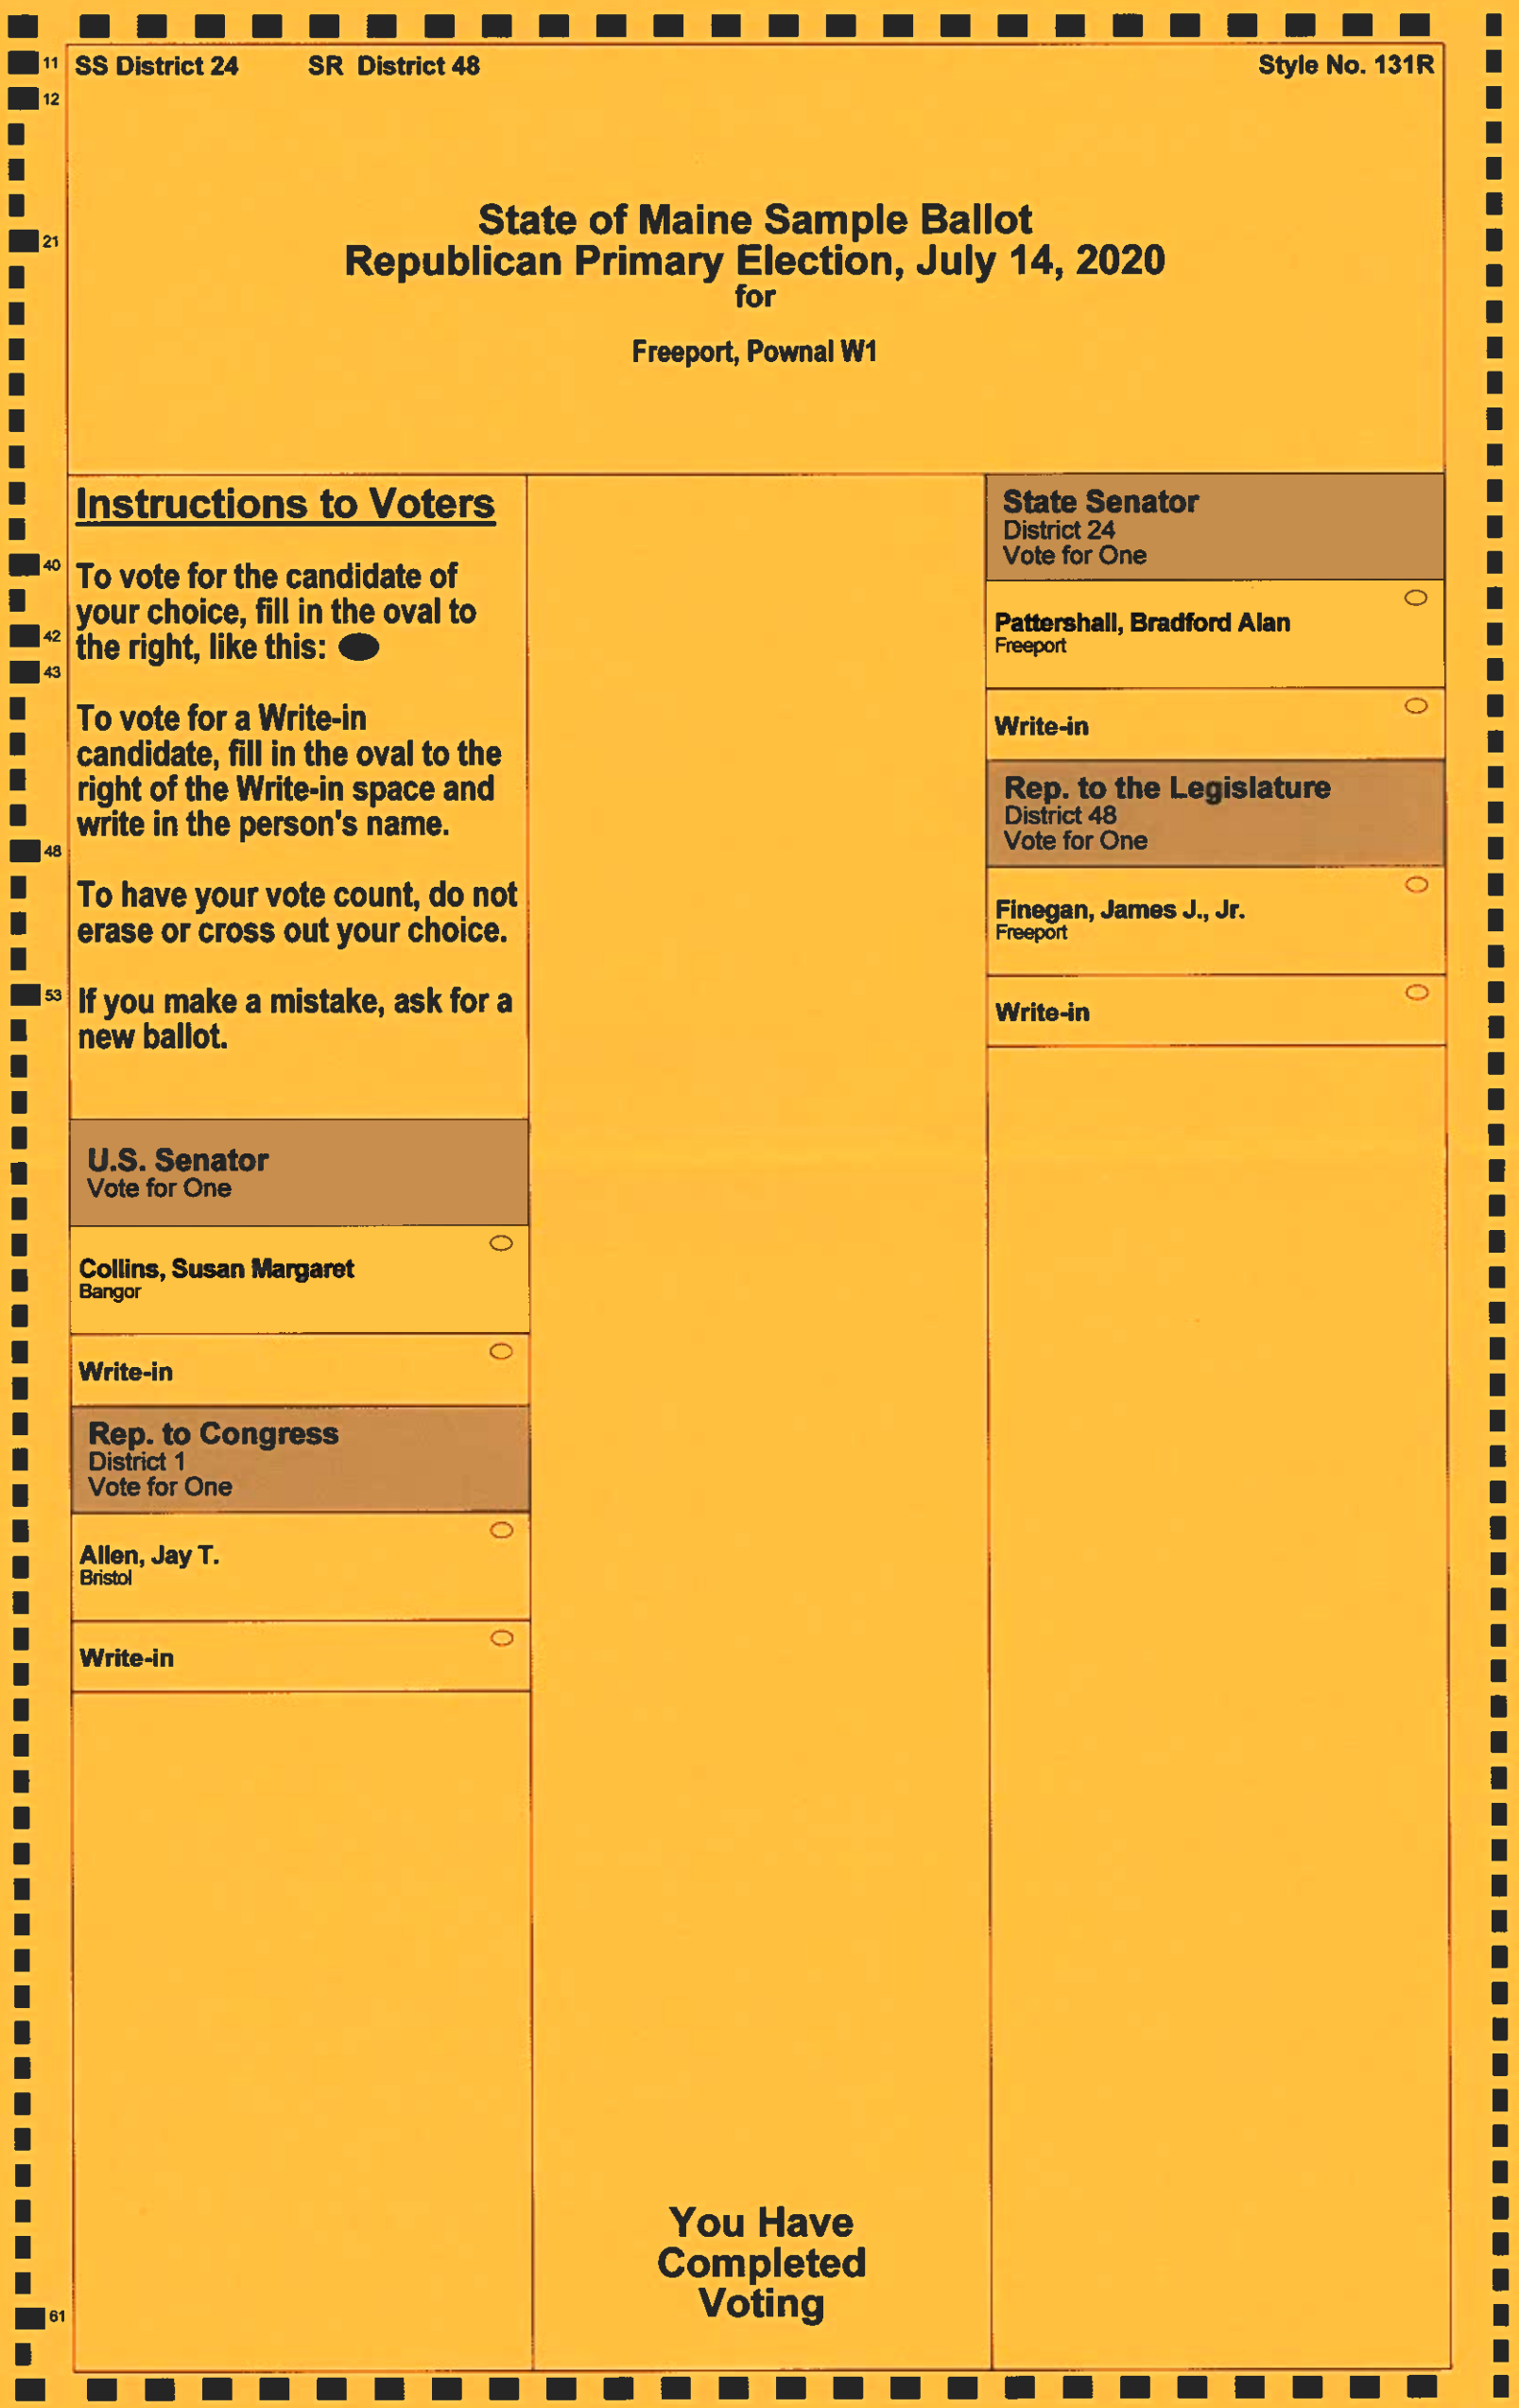 11 SS District 24 SR District 48 Style No. 131R
12
State of Maine Sample Ballot
21
Republican Primary Election, July 14, 2020
for
Freeport, Pownal W1
Instructions to Voters
40
To vote for the candidate of
your choice, fill in the oval to
42
the right, like this:
43
To vote for a Write-in
candidate, fill in the oval to the
right of the Write-in space and
write in the person's name.
48
To have your vote count, do not
erase or cross out your choice.
53
If you make a mistake, ask for a
new ballot.
U.S. Senator
Vote for One
Collins, Susan Margaret
Bangor
Write-in
Rep. to Congress
District 1
Vote for One
Allen, Jay T.
Bristol
Write-in
61
You Have
Completed
Voting
State Senator
District 24
Vote for One
Pattershall, Bradford Alan
Freeport
Write-in
Rep. to the Legislature
District 48
Vote for One
Finegan, James J., Jr.
Freeport
Write-in